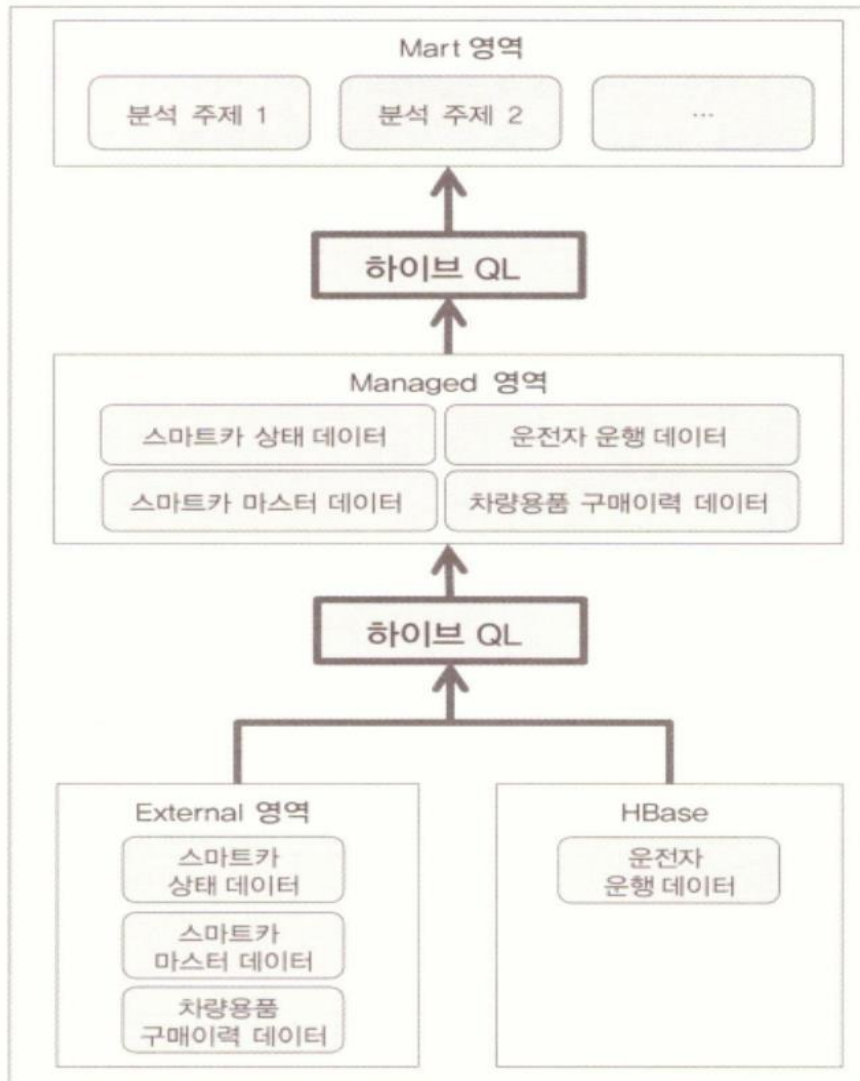 Mart 영역
분석 주제 1
분석 주제 2
...
하이브 QL
Managed 영역
스마트카 상태 데이터
운전자 운행 데이터
스마트카 마스터 데이터
차량용품 구매이력 데이터
하이브 QL
External 영역
스마트카
상태 데이터
스마트카
마스터 데이터
차량용품
구매이력 데이터
HBase
운전자
운행 데이터